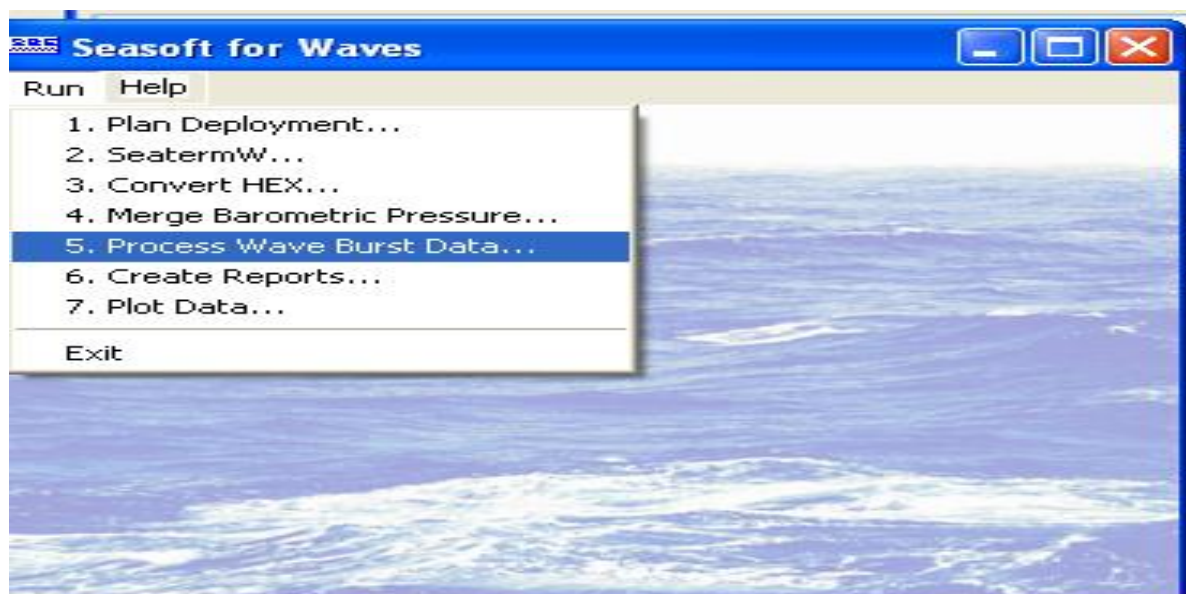 Seasoft for Waves
Run Help
1. Plan Deployment...
2. SeatermW...
3. Convert HEX...
4. Merge Barometric Pressure...
5. Process Wave Burst Data...
6. Create Reports...
7. Plot Data...
Exit